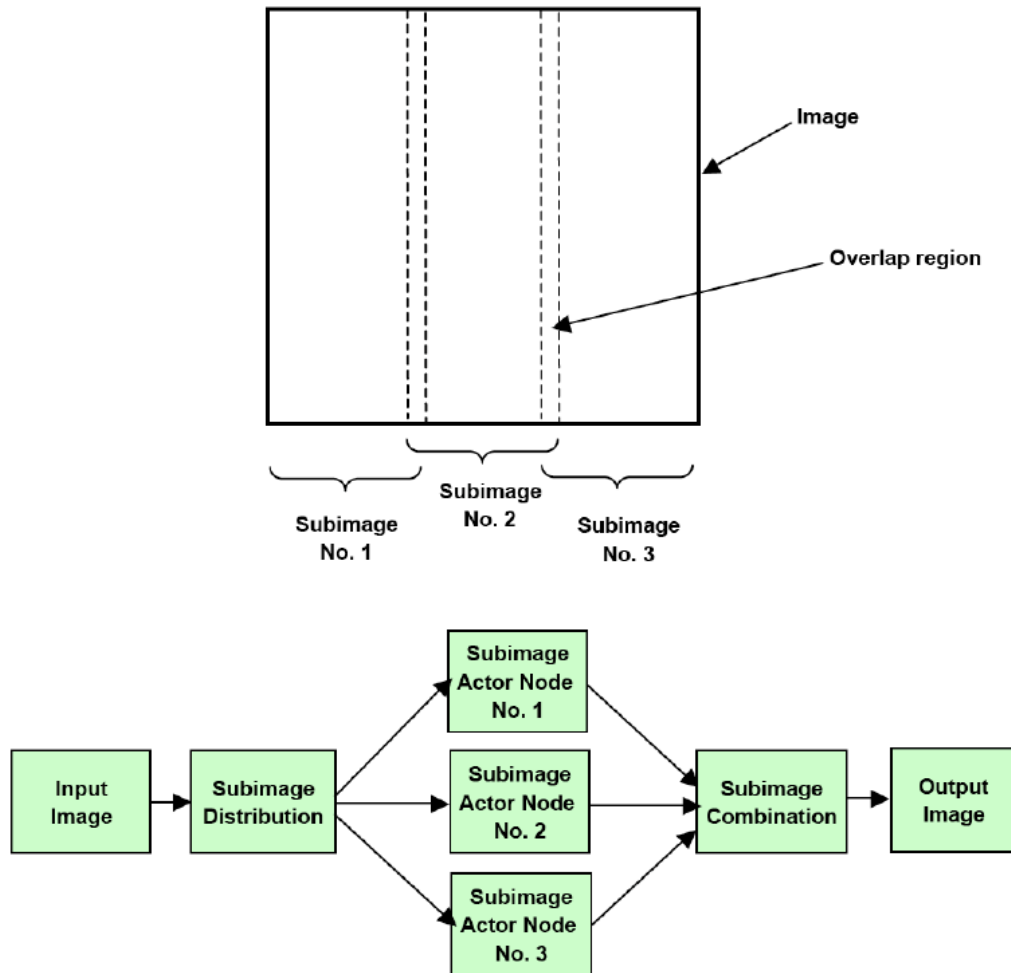 Image
Overlap region
Subimage
No. 1
Subimage
No. 2
Subimage
No. 3
Input
Image
Subimage
Distribution
Subimage
Actor Node
No. 1
Subimage
Actor Node
No. 2
Subimage
Actor Node
No. 3
Subimage
Combination
Output
Image